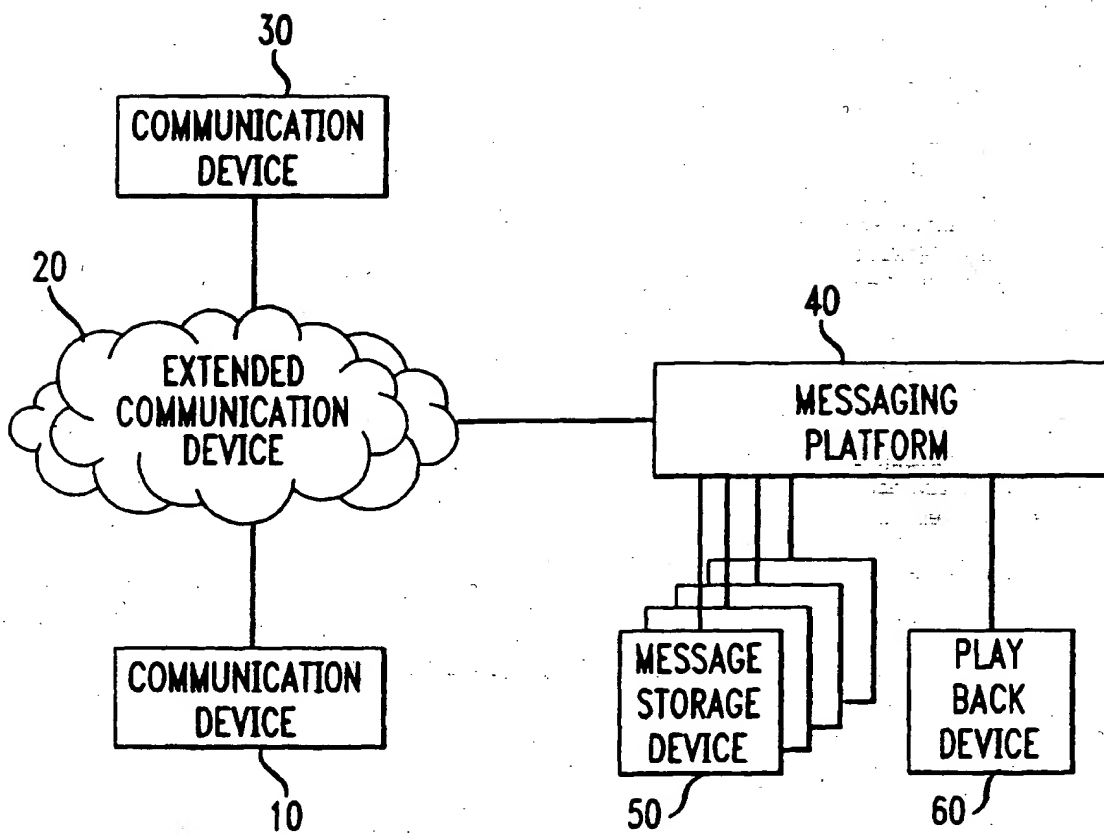 30
COMMUNICATION
DEVICE
20
EXTENDED
COMMUNICATION
DEVICE
40
MESSAGING
PLATFORM
COMMUNICATION
DEVICE
10
MESSAGE
STORAGE
DEVICE
50
PLAY
BACK
DEVICE
60